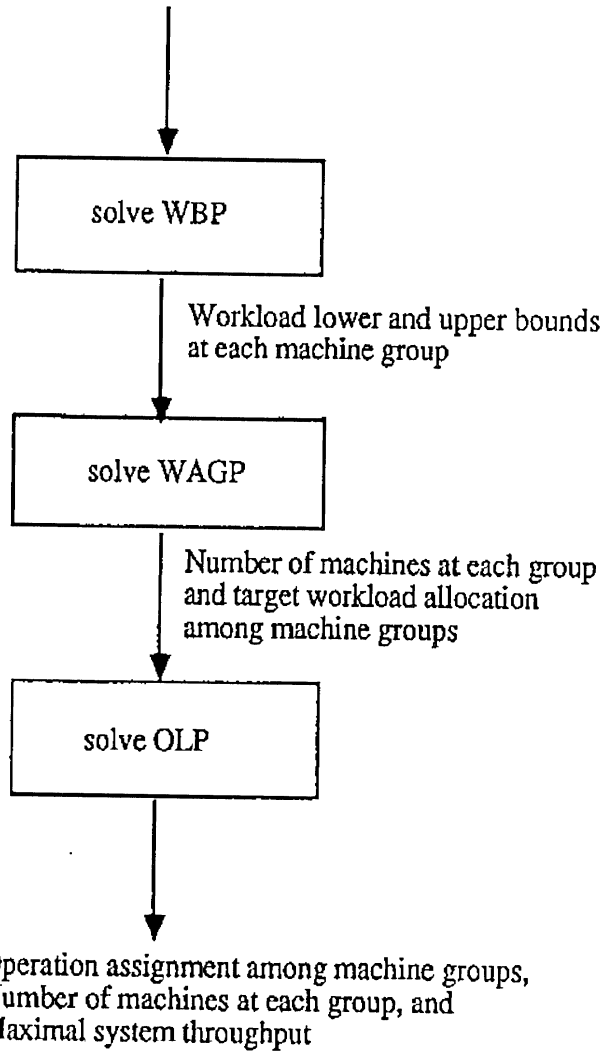 solve WBP
Workload lower and upper bounds
at each machine group
solve WAGP
Number of machines at each group
and target workload allocation
among machine groups
solve OLP
peration assignment among machine groups,
umber of machines at each group, and
aximal system throughput